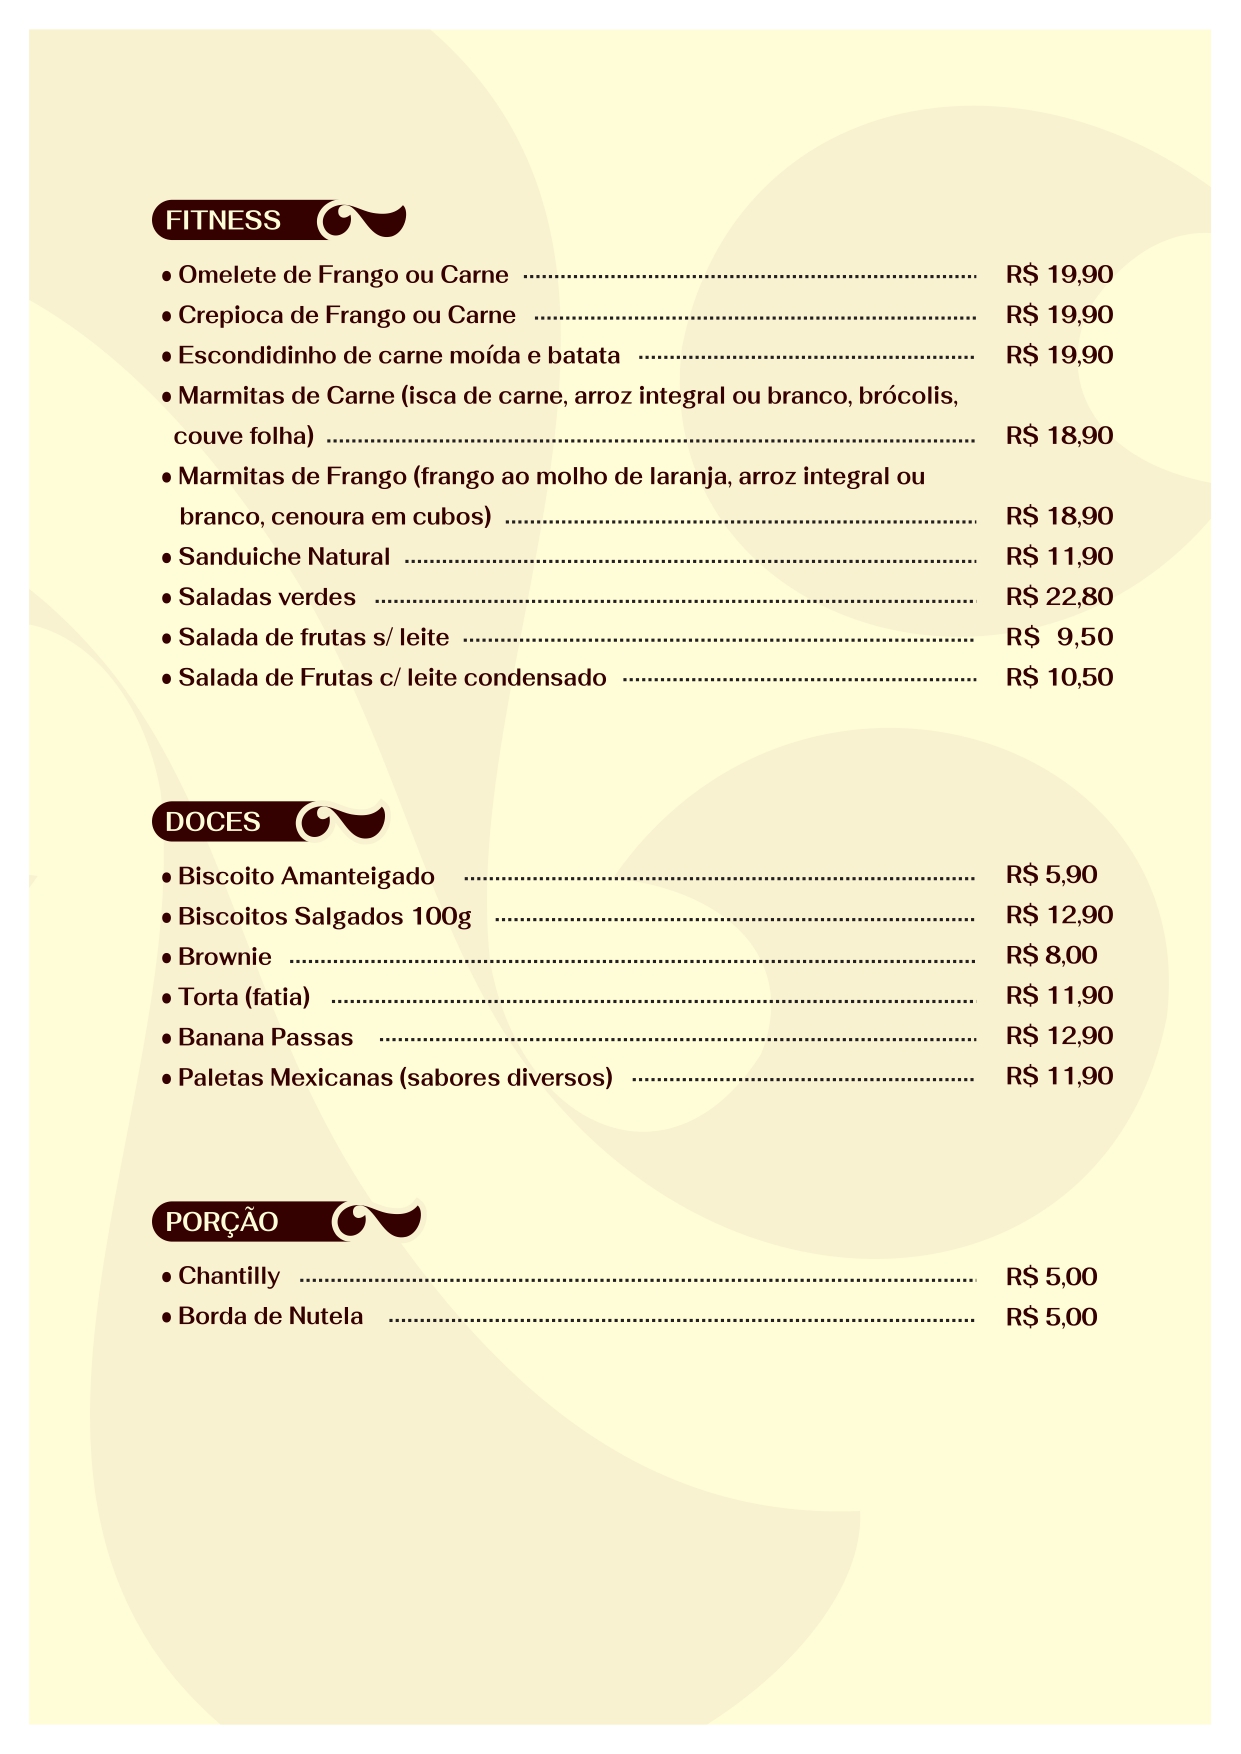 FITNESS
• Omelete de Frango ou Carne ........ R$ 19,90
• Crepioca de Frango ou Carne ........ R$ 19,90
• Escondidinho de carne moída e batata ........ R$ 19,90
• Marmitas de Carne (isca de carne, arroz integral ou branco, brócolis,
couve folha) ........ R$ 18,90
• Marmitas de Frango (frango ao molho de laranja, arroz integral ou
branco, cenoura em cubos) ........ R$ 18,90
• Sanduiche Natural ........ R$ 11,90
• Saladas verdes ........ R$ 22,80
• Salada de frutas s/ leite ........ R$ 9,50
• Salada de Frutas c/ leite condensado ........ R$ 10,50
DOCES
• Biscoito Amanteigado ........ R$ 5,90
• Biscoitos Salgados 100g ........ R$ 12,90
• Brownie ........ R$ 8,00
• Torta (fatia) ........ R$ 11,90
• Banana Passas ........ R$ 12,90
• Paletas Mexicanas (sabores diversos) ........ R$ 11,90
PORÇÃO
• Chantilly ........ R$ 5,00
• Borda de Nutela ........ R$ 5,00